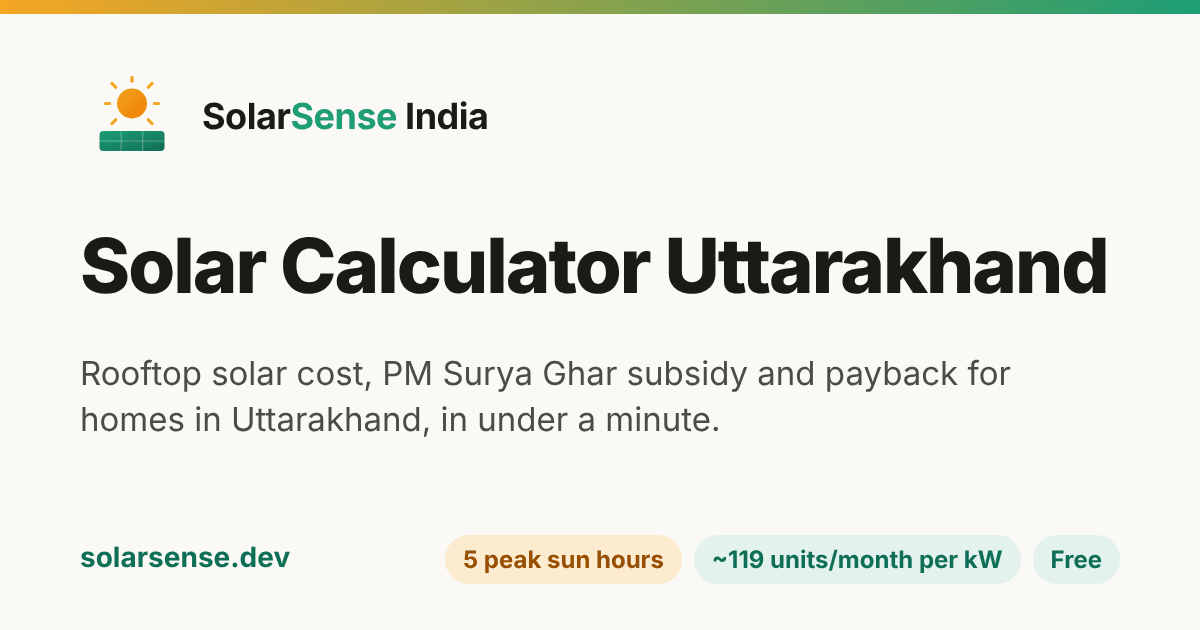 SolarSense India
Solar Calculator Uttarakhand
Rooftop solar cost, PM Surya Ghar subsidy and payback for
homes in Uttarakhand, in under a minute.
solarsense.dev
5 peak sun hours
~119 units/month per kW
Free